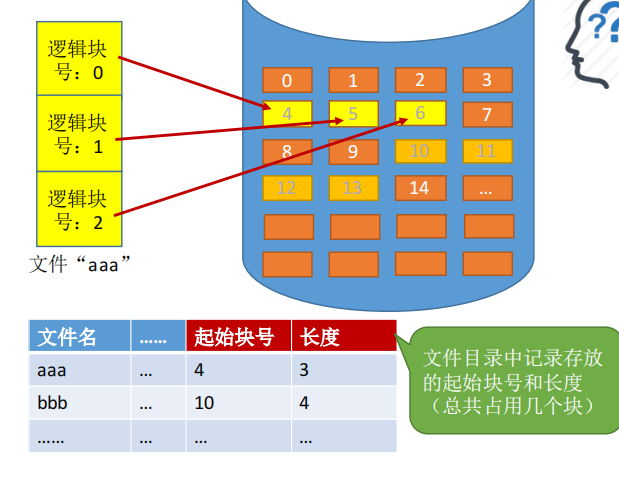 逻辑块
号：0
逻辑块
号：1
逻辑块
号：2
文件“aaa”
??
0 1 2 3
4 5 6 7
8 9 10 11
12 13 14 …
文件名 …… 起始块号 长度
aaa … 4 3
bbb … 10 4
…… … … …
文件目录中记录存放
的起始块号和长度
（总共占用几个块）